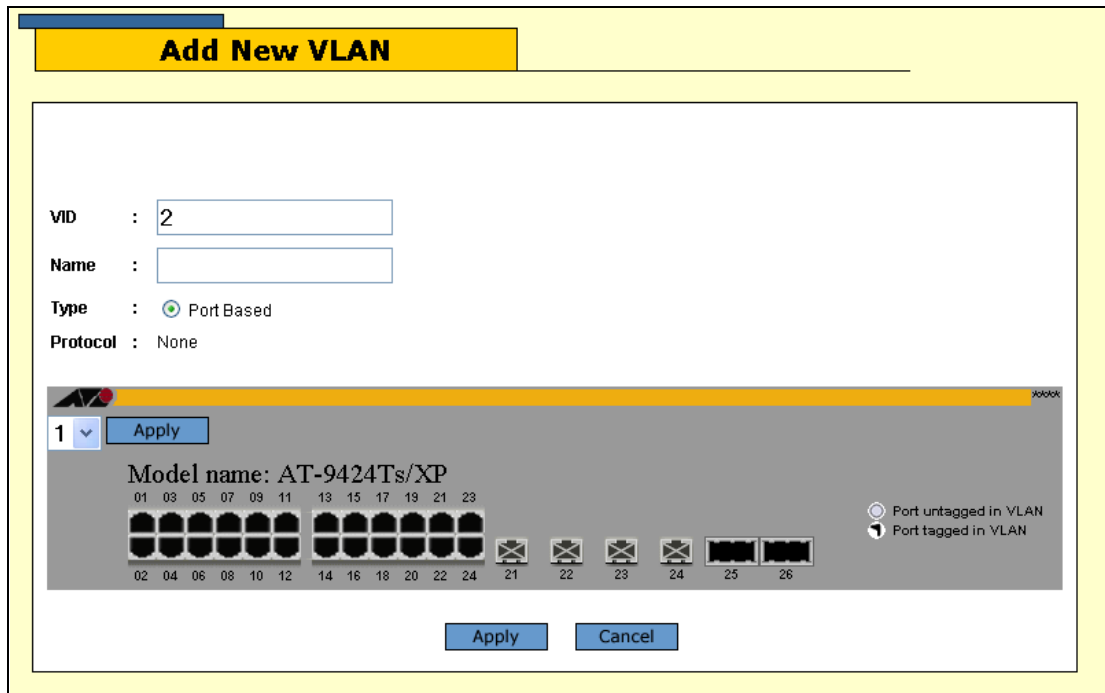 Add New VLAN
VID : 2
Name :
Type : Port Based
Protocol : None
1 Apply
Model name: AT-9424Ts/XP
01 03 05 07 09 11 13 15 17 19 21 23
Port untagged in VLAN
Port tagged in VLAN
02 04 06 08 10 12 14 16 18 20 22 24 21 22 23 24 25 26
Apply Cancel